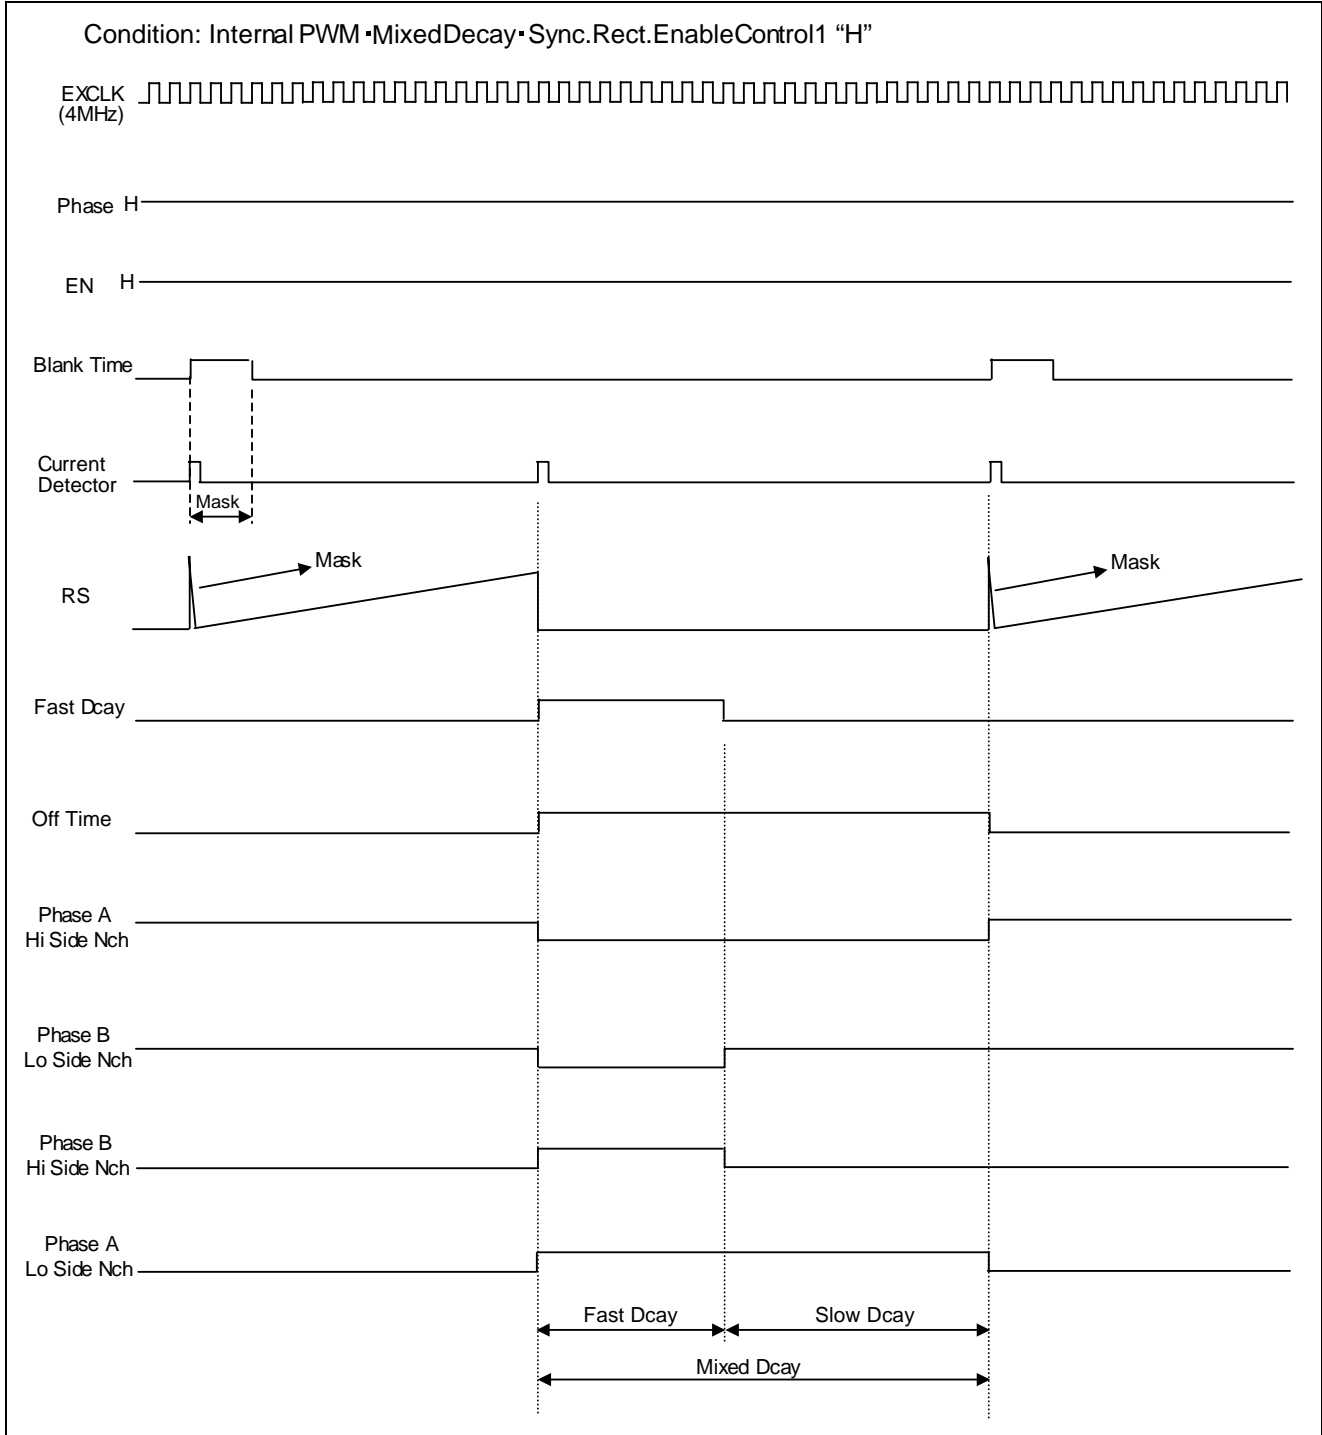 Condition: Internal PWM・MixedDecay・Sync.Rect.EnableControl1 “H”
EXCLK
(4MHz)
Phase H
EN H
Blank Time
Current
Detector
Mask
Mask
Mask
RS
Fast Dcay
Off Time
Phase A
Hi Side Nch
Phase B
Lo Side Nch
Phase B
Hi Side Nch
Phase A
Lo Side Nch
Fast Dcay
Slow Dcay
Mixed Dcay